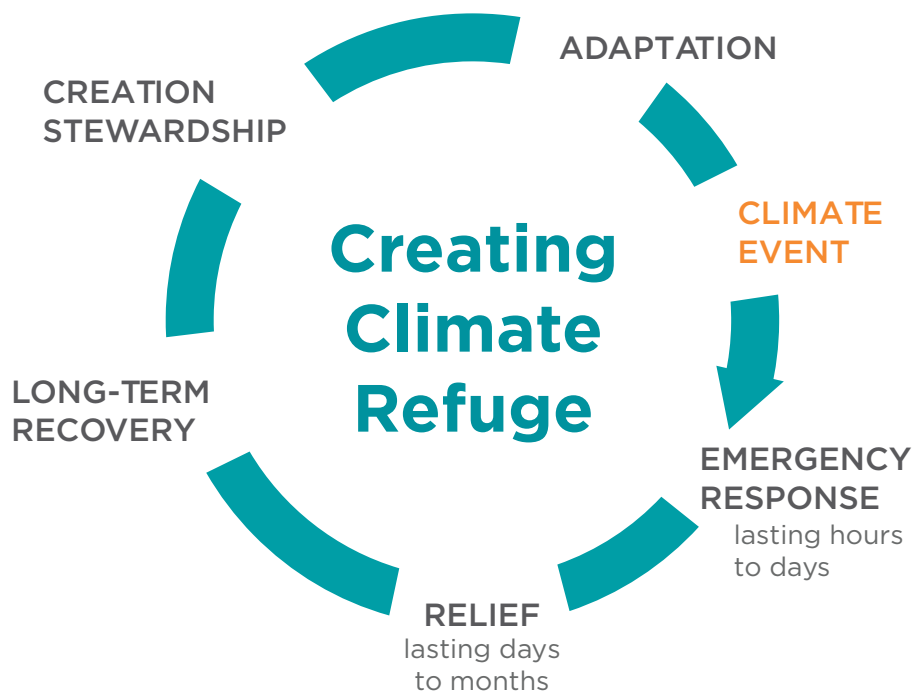 ADAPTATION
CREATION
STEWARDSHIP
CLIMATE
EVENT
Creating
Climate
Refuge
LONG-TERM
RECOVERY
EMERGENCY
RESPONSE
lasting hours
to days
RELIEF
lasting days
to months